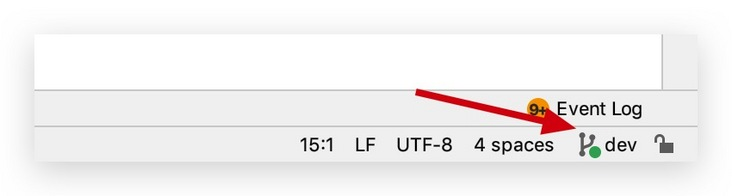 9+ Event Log
15:1 LF UTF-8 4 spaces dev